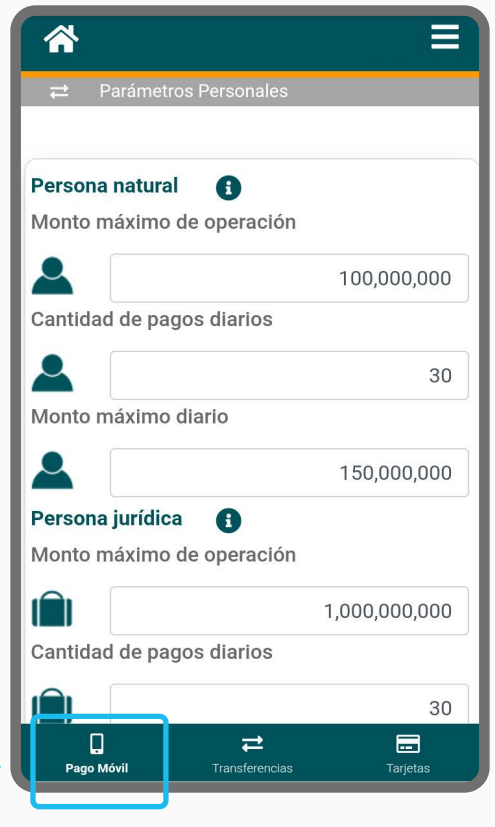 Parámetros Personales
Persona natural
Monto máximo de operación
100,000,000
Cantidad de pagos diarios
30
Monto máximo diario
150,000,000
Persona jurídica
Monto máximo de operación
1,000,000,000
Cantidad de pagos diarios
30
Pago Móvil Transferencias Tarjetas